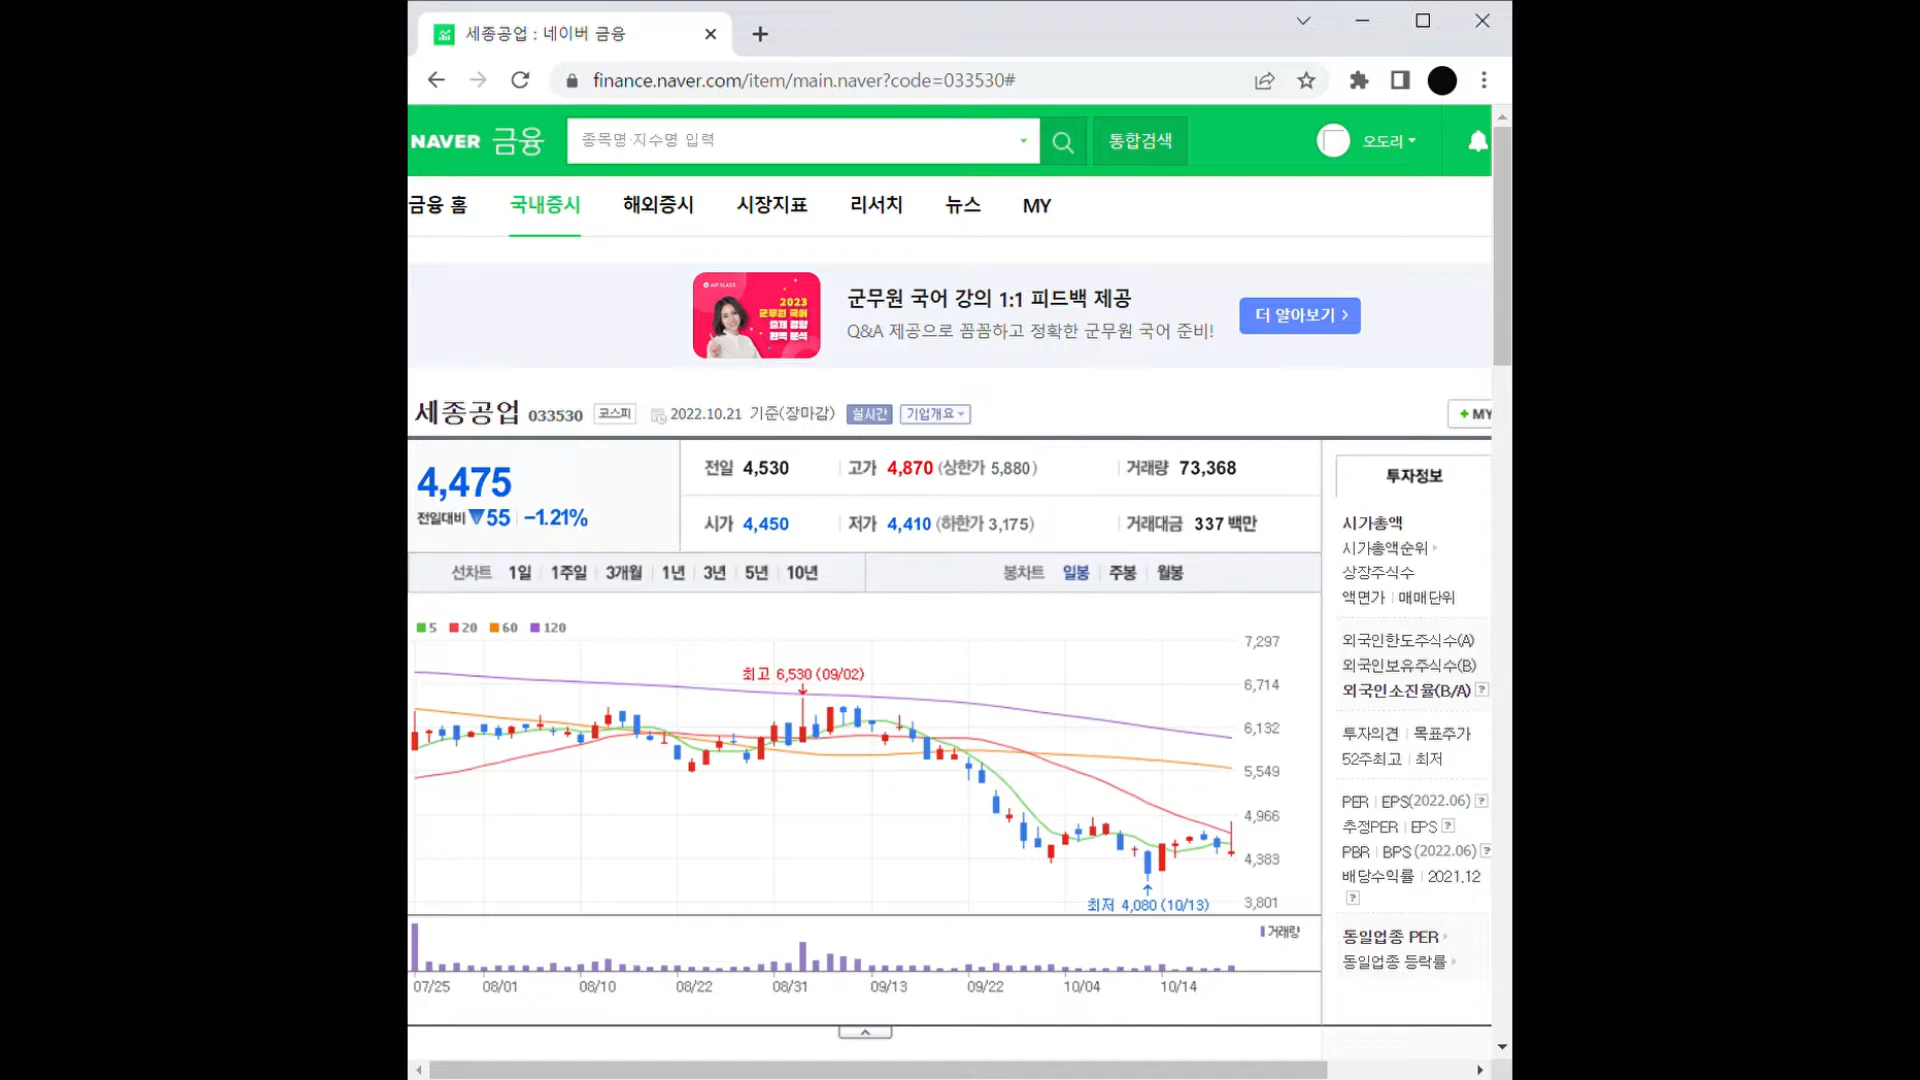 세종공업 : 네이버 금융
finance.naver.com/item/main.naver?code=033530#
NAVER 금융 종목명·지수명 입력 통합검색 오도리
금융 홈 국내증시 해외증시 시장지표 리서치 뉴스 MY
2023
군무원 국어
출제 경향
완벽 분석
군무원 국어 강의 1:1 피드백 제공
Q&A 제공으로 꼼꼼하고 정확한 군무원 국어 준비!
더 알아보기 >
세종공업 033530 코스피 2022.10.21 기준(장마감) 실시간 기업개요 + MY
4,475
전일대비 ▼55 -1.21%
전일 4,530 고가 4,870 (상한가 5,880) 거래량 73,368
시가 4,450 저가 4,410 (하한가 3,175) 거래대금 337 백만
선차트 1일 1주일 3개월 1년 3년 5년 10년 봉차트 일봉 주봉 월봉
5 20 60 120
최고 6,530 (09/02)
최저 4,080 (10/13)
7,297
6,714
6,132
5,549
4,966
4,383
3,801
거래량
07/25 08/01 08/10 08/22 08/31 09/13 09/22 10/04 10/14
투자정보
시가총액
시가총액순위
상장주식수
액면가 | 매매단위
외국인한도주식수(A)
외국인보유주식수(B)
외국인소진율(B/A) ?
투자의견 | 목표주가
52주최고 | 최저
PER | EPS(2022.06) ?
추정PER | EPS ?
PBR | BPS (2022.06) ?
배당수익률 | 2021.12
?
동일업종 PER
동일업종 등락률